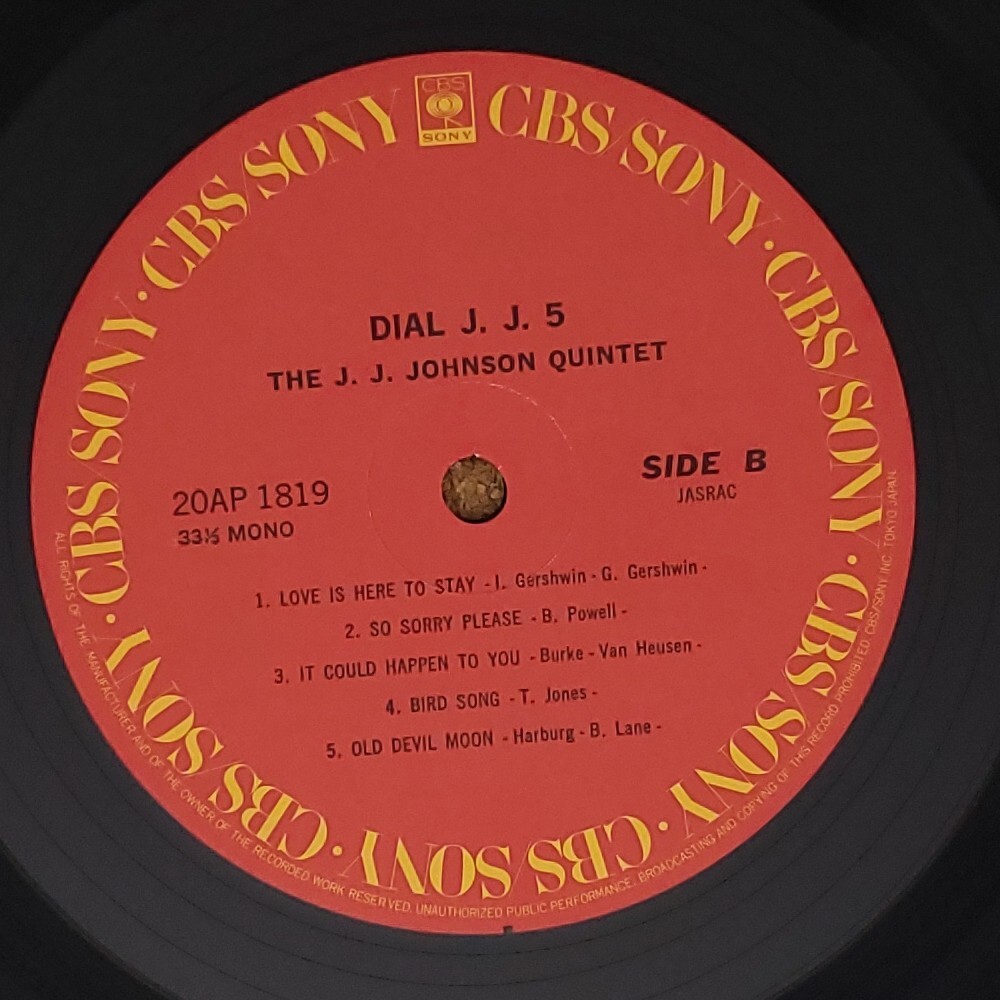 CBS
SONY
CBS/SONY · CBS/SONY · CBS/SONY · CBS/SONY · CBS/SONY · CBS/SONY · CBS/SONY · CBS/SONY
DIAL J. J. 5
THE J. J. JOHNSON QUINTET
SIDE B
JASRAC
20AP 1819
33⅓ MONO
1. LOVE IS HERE TO STAY - I. Gershwin - G. Gershwin -
2. SO SORRY PLEASE - B. Powell -
3. IT COULD HAPPEN TO YOU - Burke - Van Heusen -
4. BIRD SONG - T. Jones -
5. OLD DEVIL MOON - Harburg - B. Lane -
ALL RIGHTS OF THE MANUFACTURER AND OF THE OWNER OF THE RECORDED WORK RESERVED. UNAUTHORIZED PUBLIC PERFORMANCE, BROADCASTING AND COPYING OF THIS RECORD PROHIBITED. CBS/SONY INC. TOKYO JAPAN.